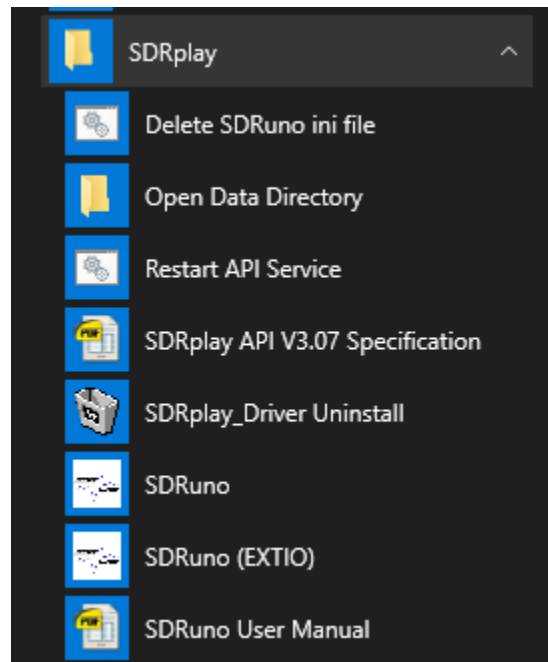 SDRplay
Delete SDRuno ini file
Open Data Directory
Restart API Service
SDRplay API V3.07 Specification
SDRplay_Driver Uninstall
SDRuno
SDRuno (EXTIO)
SDRuno User Manual